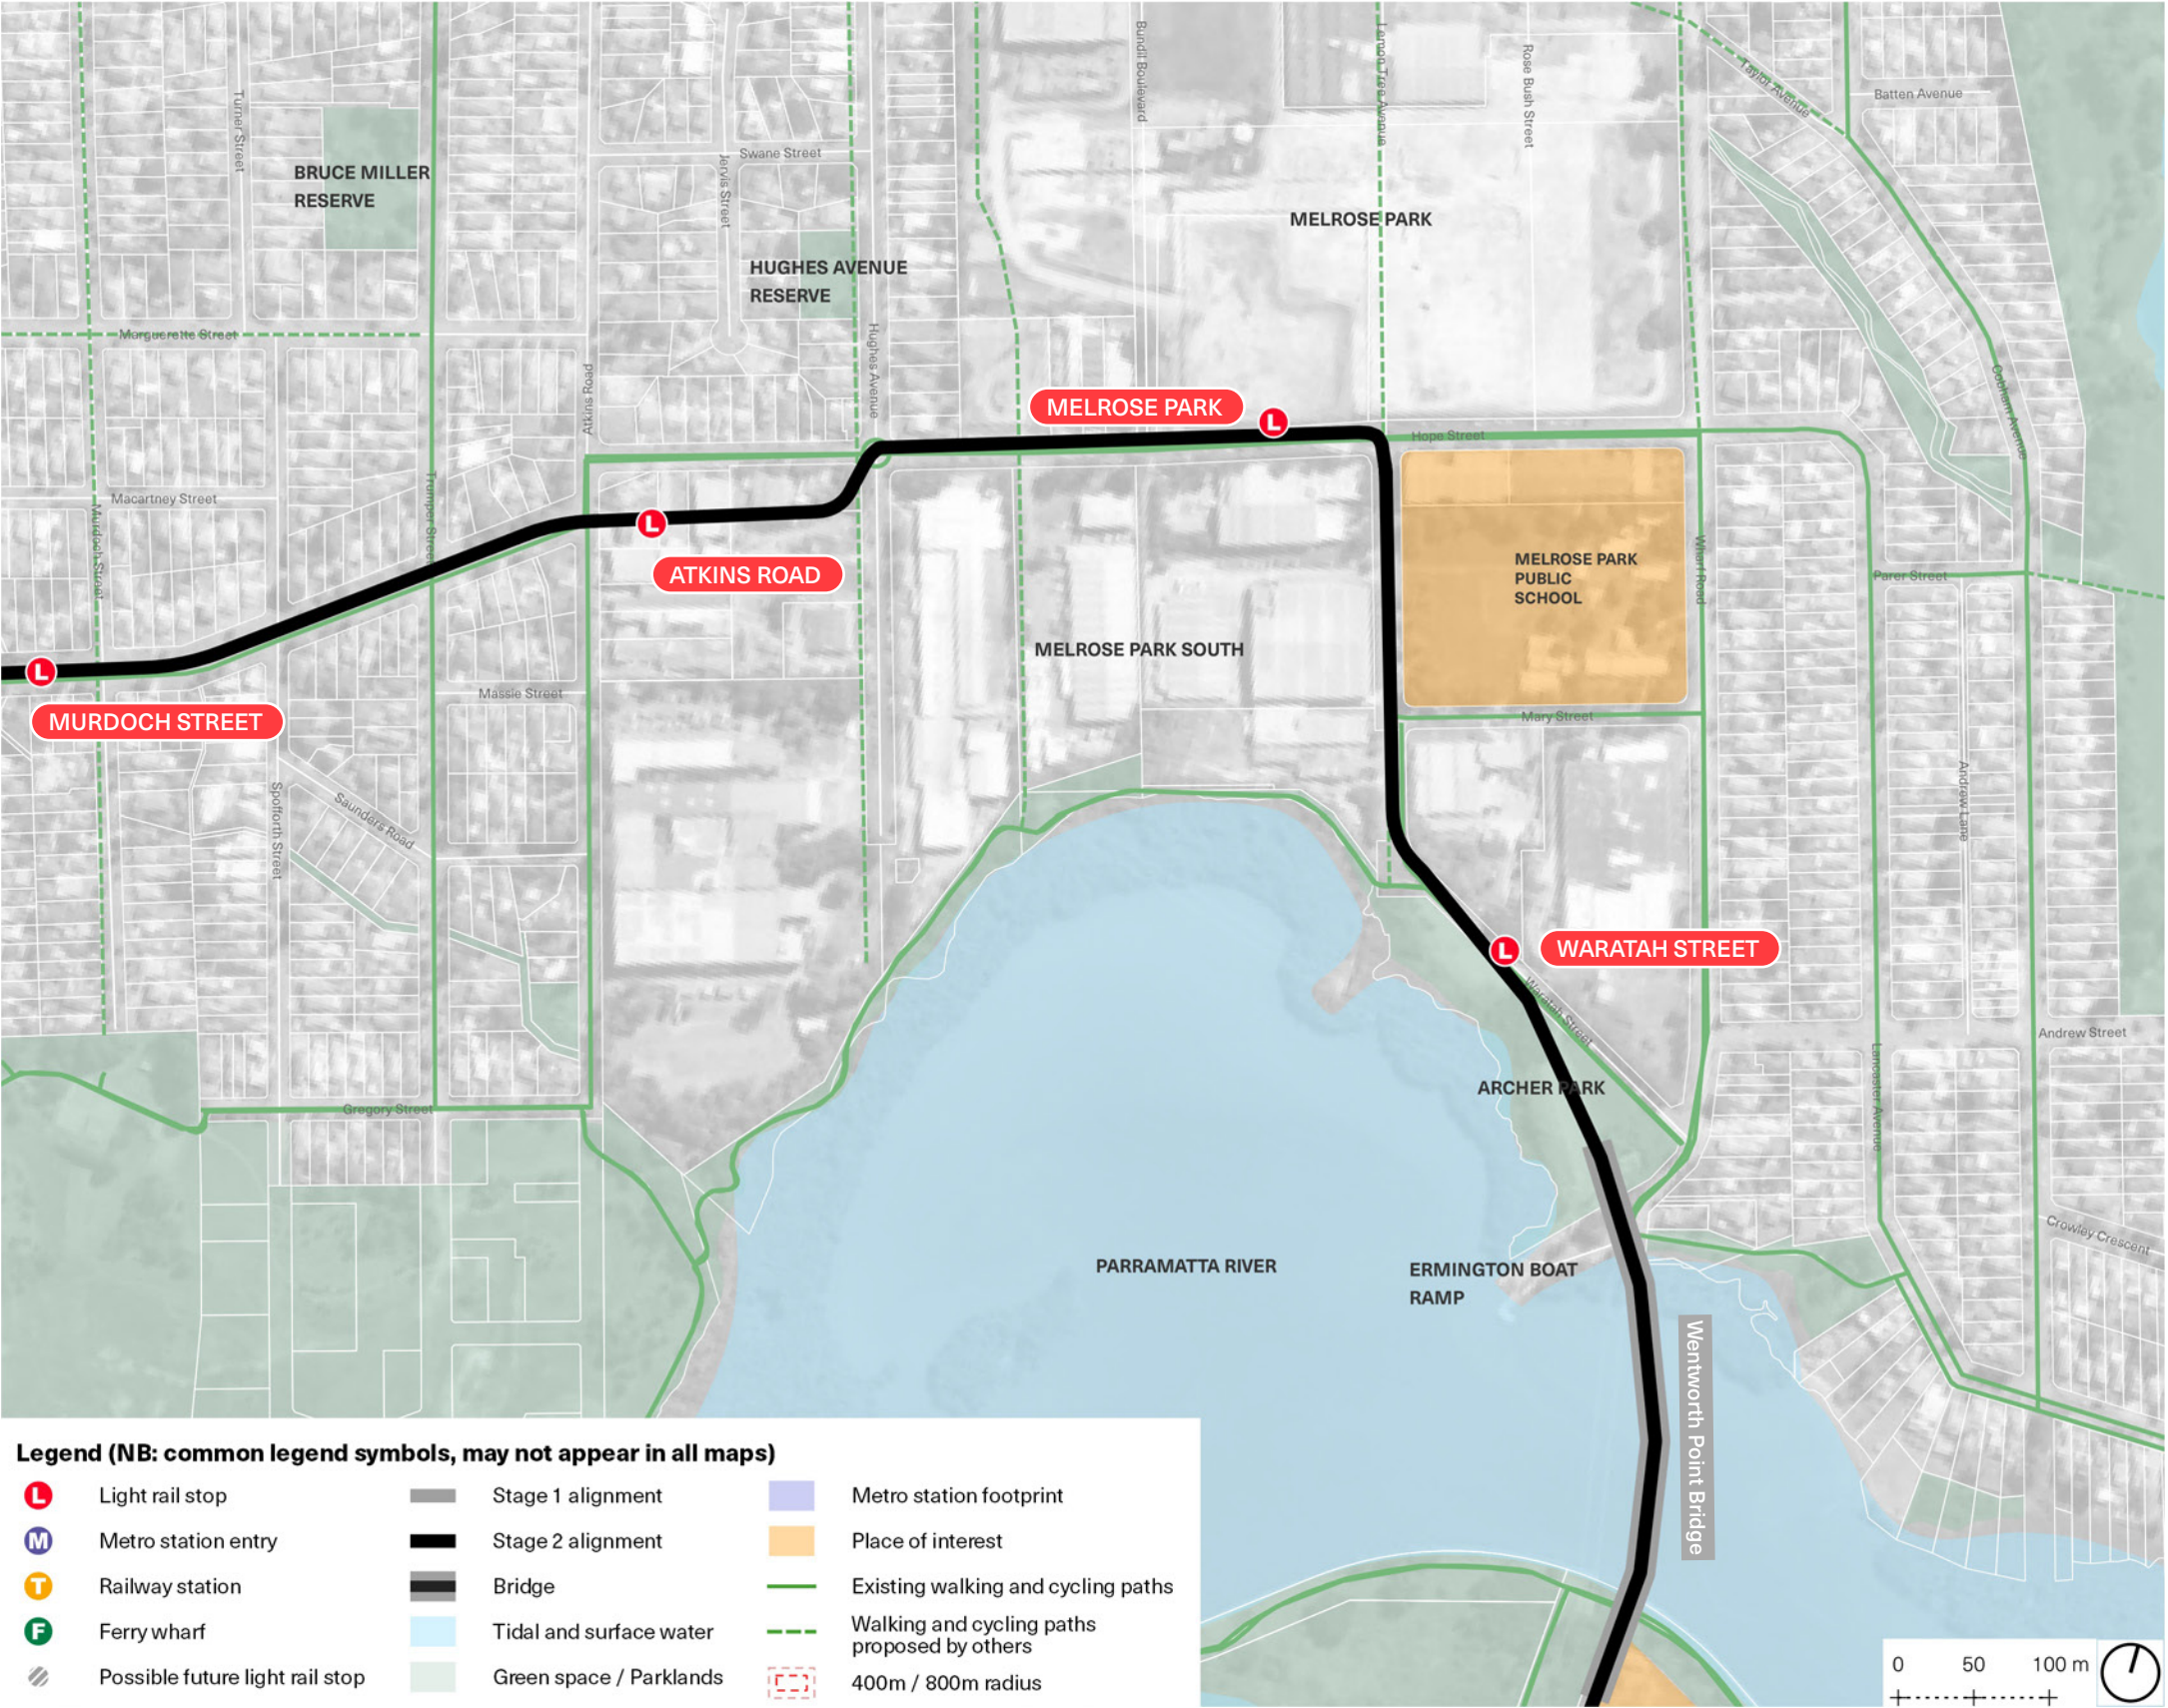 Turner Street
BRUCE MILLER
RESERVE
Swane Street
Jervis Street
HUGHES AVENUE
RESERVE
Hughes Avenue
Bundil Boulevard
Lemon Tree Avenue
Rose Bush Street
Taylor Avenue
Batten Avenue
MELROSE PARK
Marguerette Street
Atkins Road
Cobham Avenue
MELROSE PARK
L
Hope Street
Macartney Street
Trumper Street
Murdoch Street
L
ATKINS ROAD
MELROSE PARK
PUBLIC
SCHOOL
Wharf Road
Parer Street
MELROSE PARK SOUTH
L
MURDOCH STREET
Massie Street
Mary Street
Spofforth Street
Saunders Road
Andrew Lane
L
WARATAH STREET
Waratah Street
Andrew Street
ARCHER PARK
Lancaster Avenue
Gregory Street
Crowley Crescent
PARRAMATTA RIVER
ERMINGTON BOAT
RAMP
Wentworth Point Bridge
Legend (NB: common legend symbols, may not appear in all maps)
L Light rail stop
M Metro station entry
T Railway station
F Ferry wharf
Possible future light rail stop
Stage 1 alignment
Stage 2 alignment
Bridge
Tidal and surface water
Green space / Parklands
Metro station footprint
Place of interest
Existing walking and cycling paths
Walking and cycling paths
proposed by others
400m / 800m radius
0 50 100 m